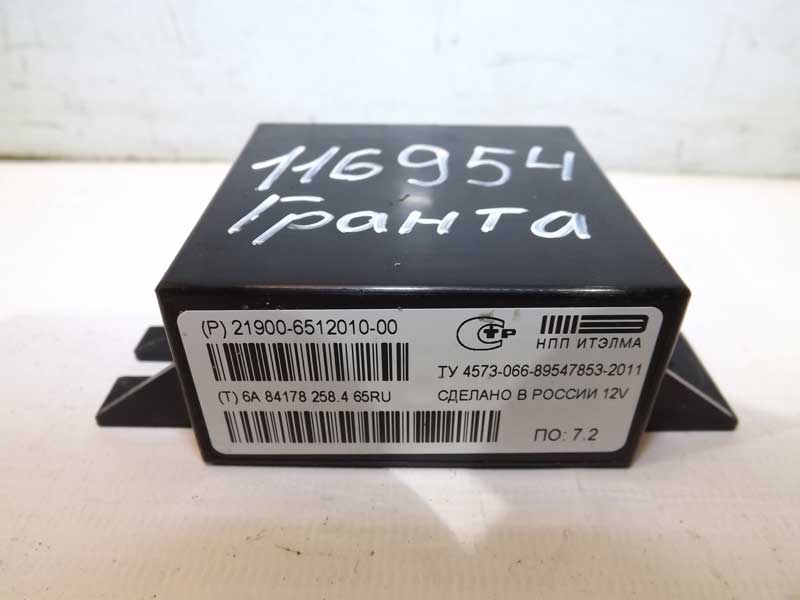 116954
Гранта
(P) 21900-6512010-00
(T) 6A 84178 258.4 65RU
СтР
НПП ИТЭЛМА
ТУ 4573-066-89547853-2011
СДЕЛАНО В РОССИИ 12V
ПО: 7.2